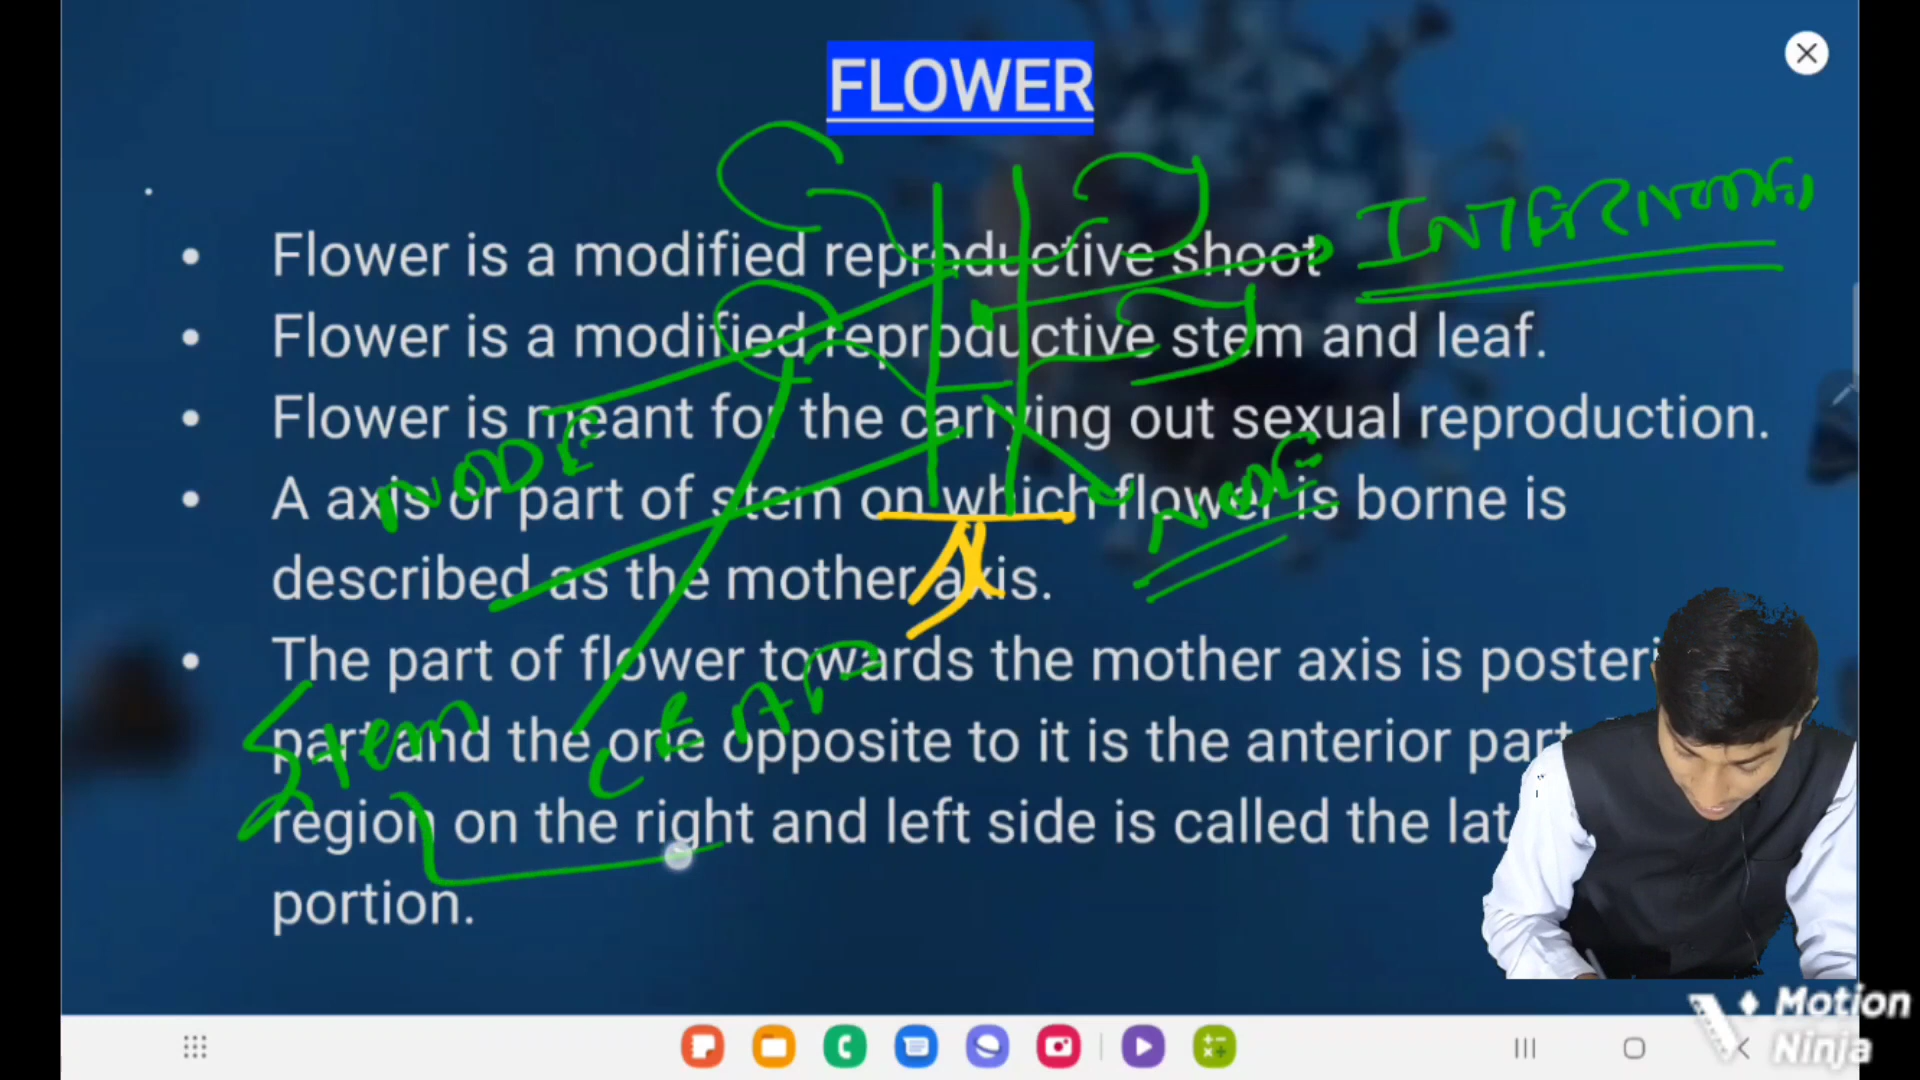 FLOWER
INTERNODE
Flower is a modified reproductive shoot
Flower is a modified reproductive stem and leaf.
Flower is meant for the carrying out sexual reproduction.
NODE
NODE
A axis or part of stem on which flower is borne is
described as the mother axis.
The part of flower towards the mother axis is posteri
Stem
LEAF
part and the one opposite to it is the anterior part
region on the right and left side is called the lat
portion.
Motion
Ninja